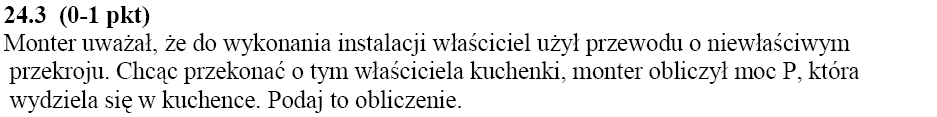 24.3  (0-1 pkt)
Monter uważał, że do wykonania instalacji właściciel użył przewodu o niewłaściwym
przekroju. Chcąc przekonać o tym właściciela kuchenki, monter obliczył moc P, która
wydziela się w kuchence. Podaj to obliczenie.